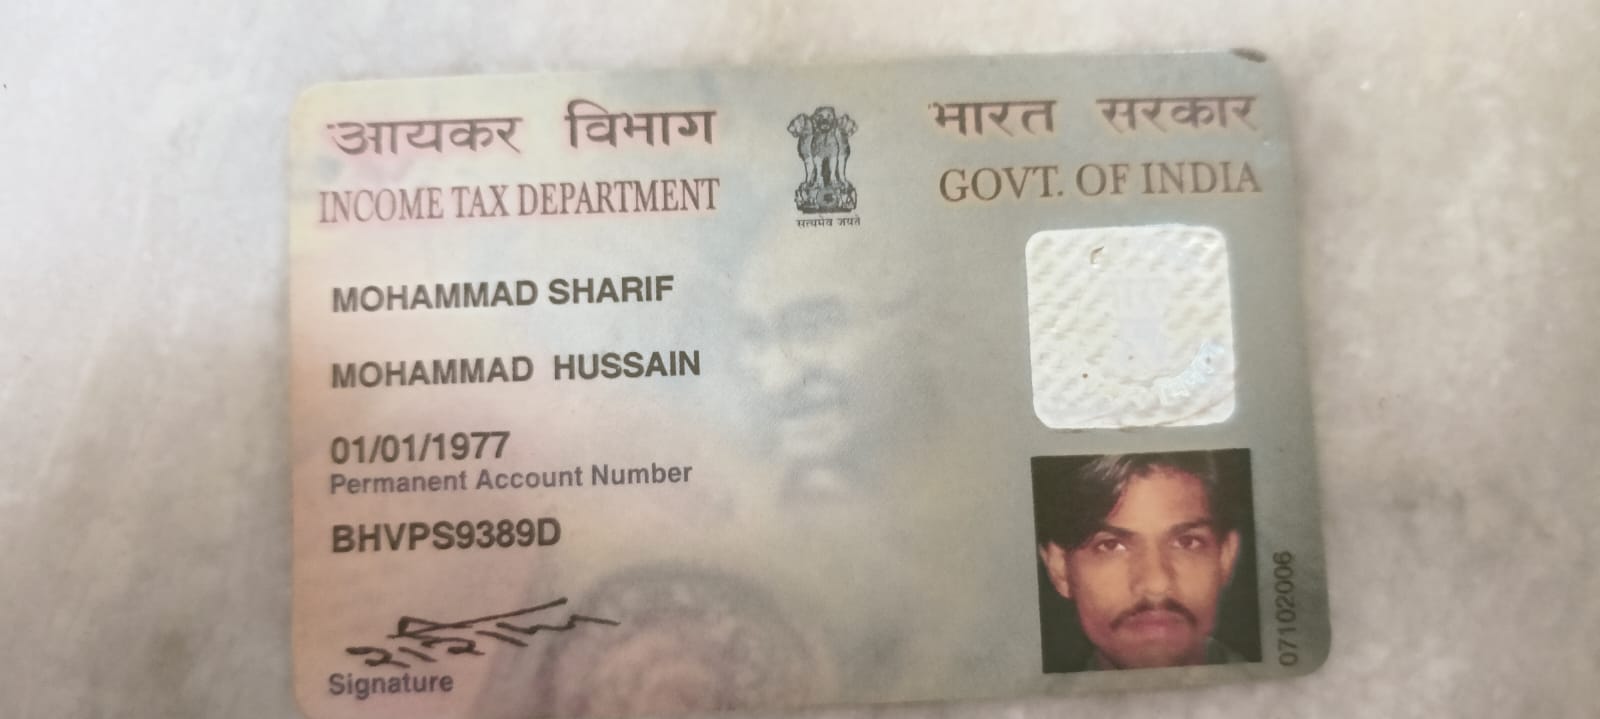 आयकर विभाग
INCOME TAX DEPARTMENT
सत्यमेव जयते
भारत सरकार
GOVT. OF INDIA
MOHAMMAD SHARIF
MOHAMMAD HUSSAIN
01/01/1977
Permanent Account Number
BHVPS9389D
Signature
07102006